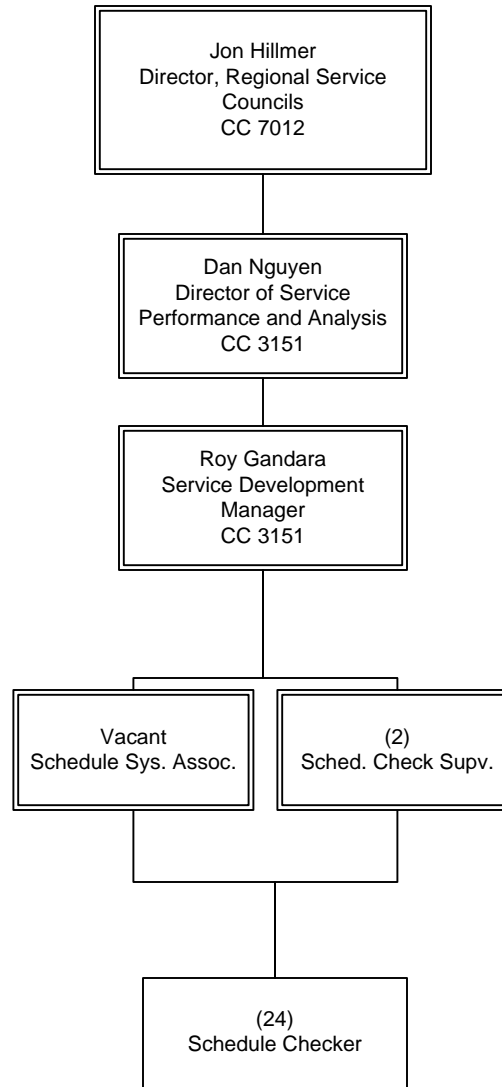 Jon Hillmer
Director, Regional Service
Councils
CC 7012
Dan Nguyen
Director of Service
Performance and Analysis
CC 3151
Roy Gandara
Service Development
Manager
CC 3151
Vacant
Schedule Sys. Assoc.
(2)
Sched. Check Supv.
(24)
Schedule Checker